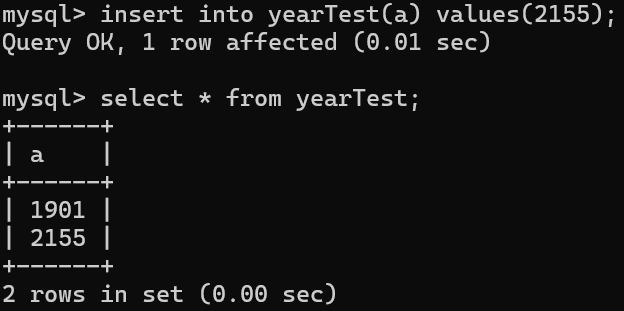 mysql> insert into yearTest(a) values(2155);
Query OK, 1 row affected (0.01 sec)

mysql> select * from yearTest;
+------+
| a    |
+------+
| 1901 |
| 2155 |
+------+
2 rows in set (0.00 sec)